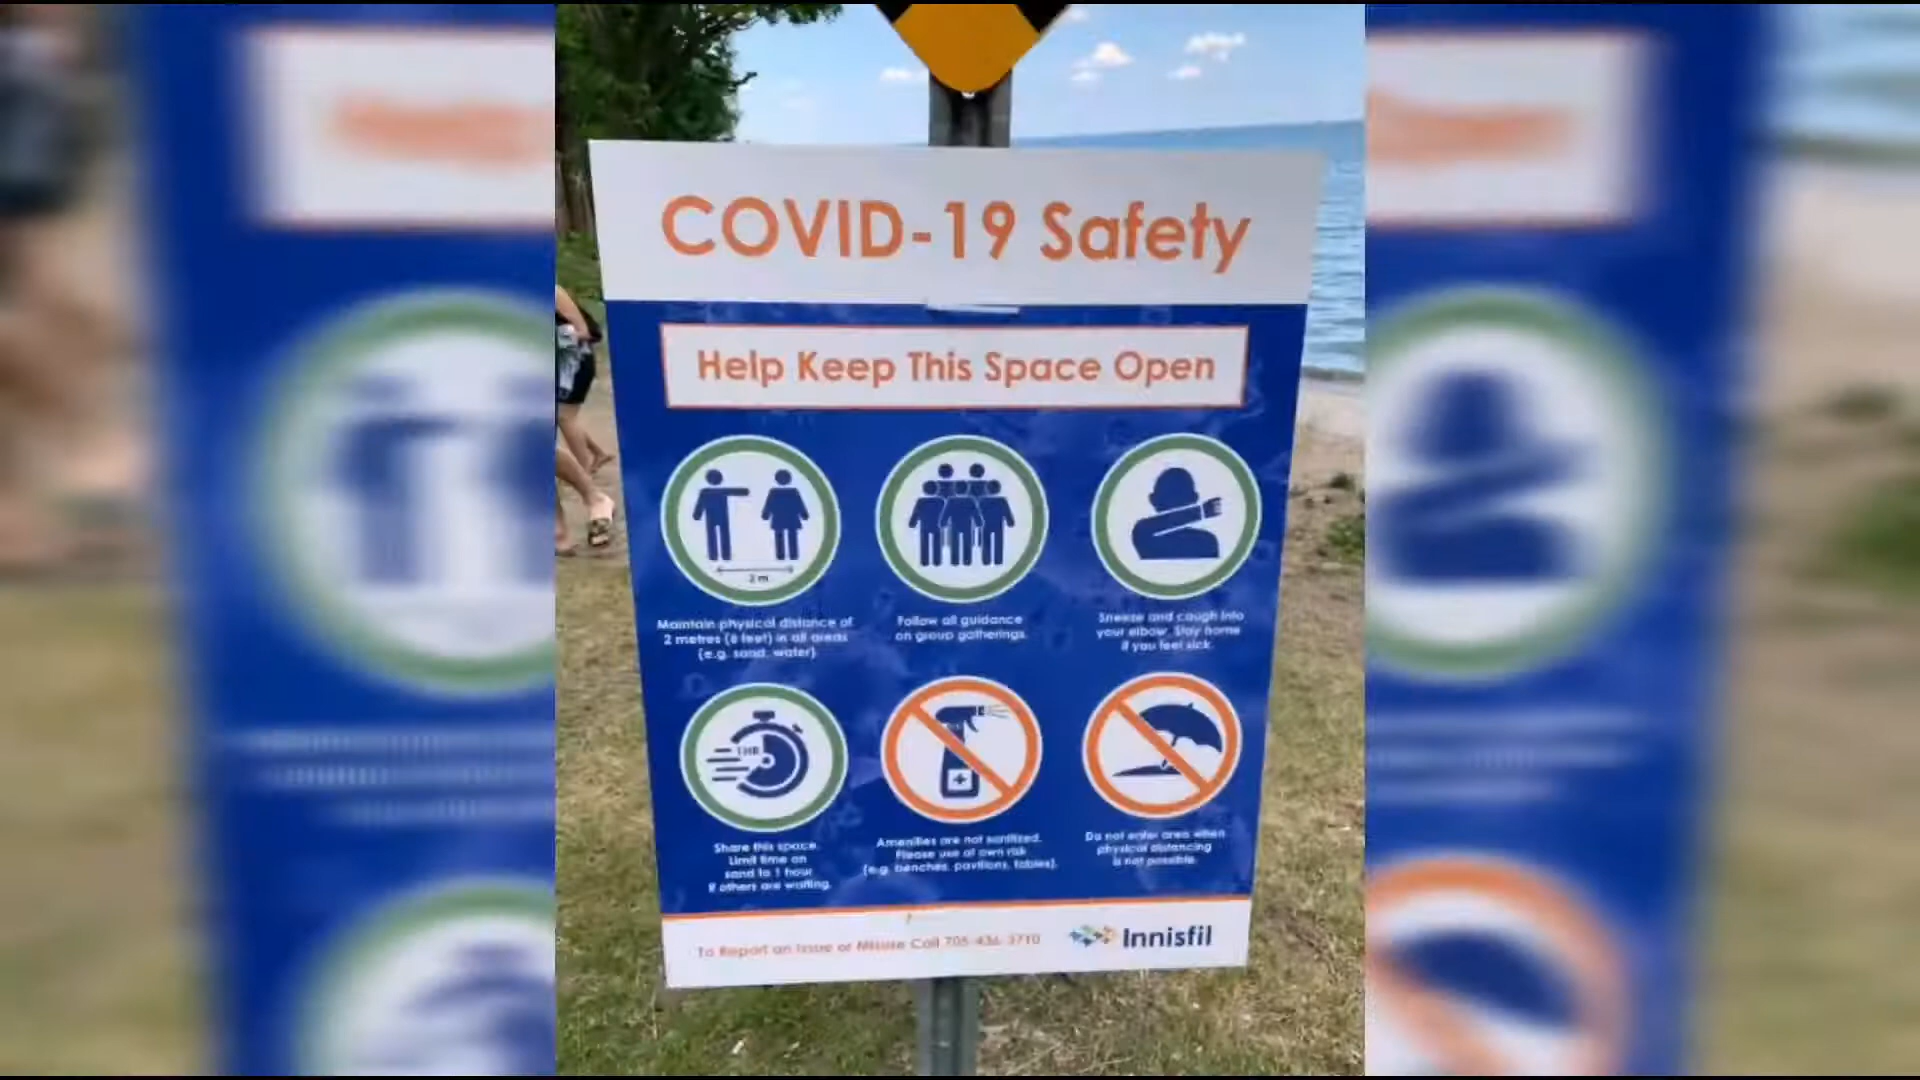 COVID-19 Safety
Help Keep This Space Open
2 m
Maintain physical distance of
2 metres (6 feet) in all areas
(e.g. sand, water)
Follow all guidance
on group gatherings.
Sneeze and cough into
your elbow. Stay home
if you feel sick.
1HR
Share this space.
Limit time on
sand to 1 hour
if others are waiting.
Amenities are not sanitized.
Please use at own risk
(e.g. benches, pavilions, tables).
Do not enter area when
physical distancing
is not possible.
To Report an Issue or Misuse Call 705-436-3710
Innisfil